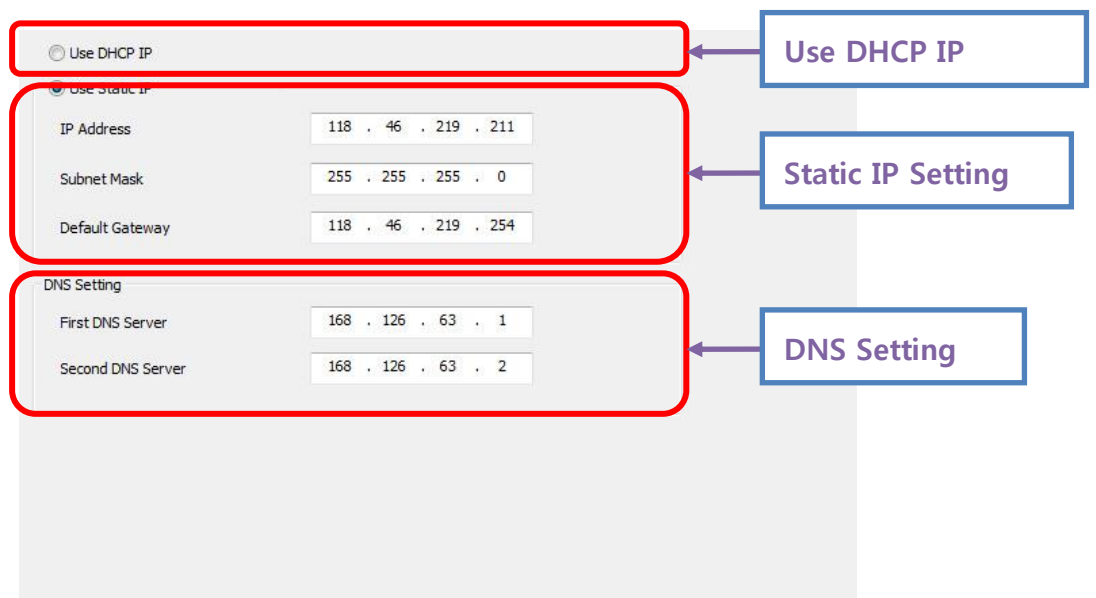 Use DHCP IP
Use DHCP IP
Use Static IP
IP Address 118 . 46 . 219 . 211
Subnet Mask 255 . 255 . 255 . 0
Static IP Setting
Default Gateway 118 . 46 . 219 . 254
DNS Setting
First DNS Server 168 . 126 . 63 . 1
DNS Setting
Second DNS Server 168 . 126 . 63 . 2